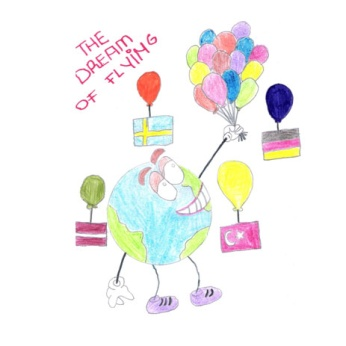 THE
DREAM
OF FLYING